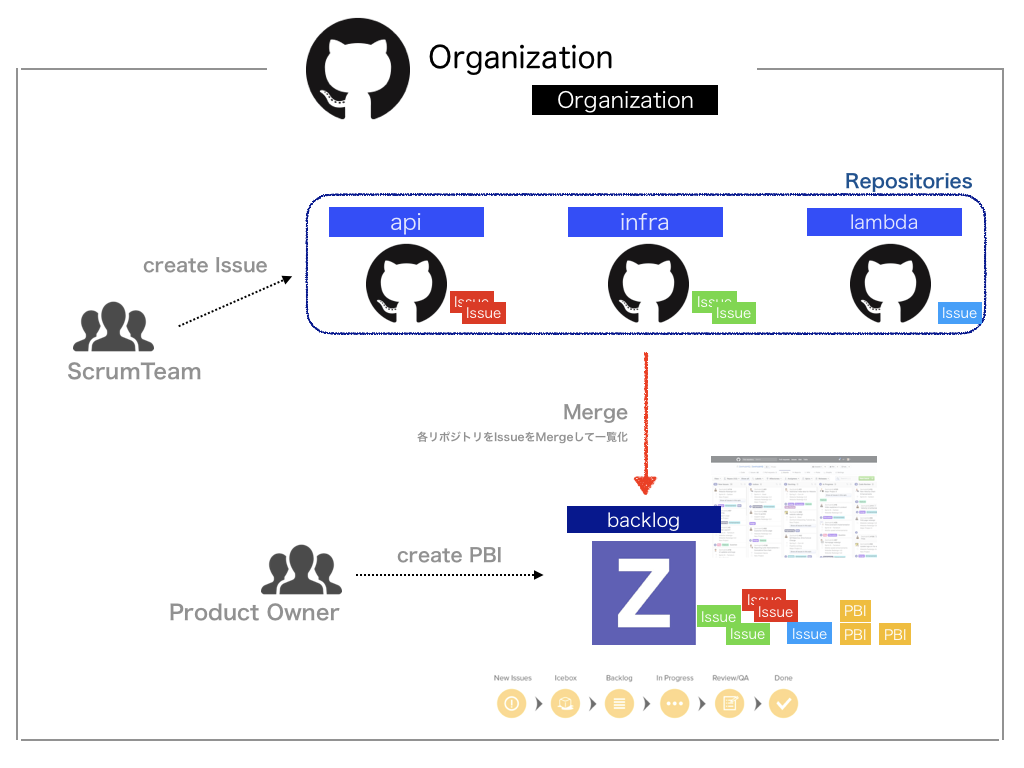 Organization
Organization
Repositories
api
infra
lambda
create Issue
Issue
Issue
Issue
Issue
Issue
ScrumTeam
Merge
各リポジトリをIssueをMergeして一覧化
backlog
create PBI
Z
Product Owner
Issue
Issue
Issue
Issue
Issue
PBI
PBI
PBI
New Issues
Icebox
Backlog
In Progress
Review/QA
Done